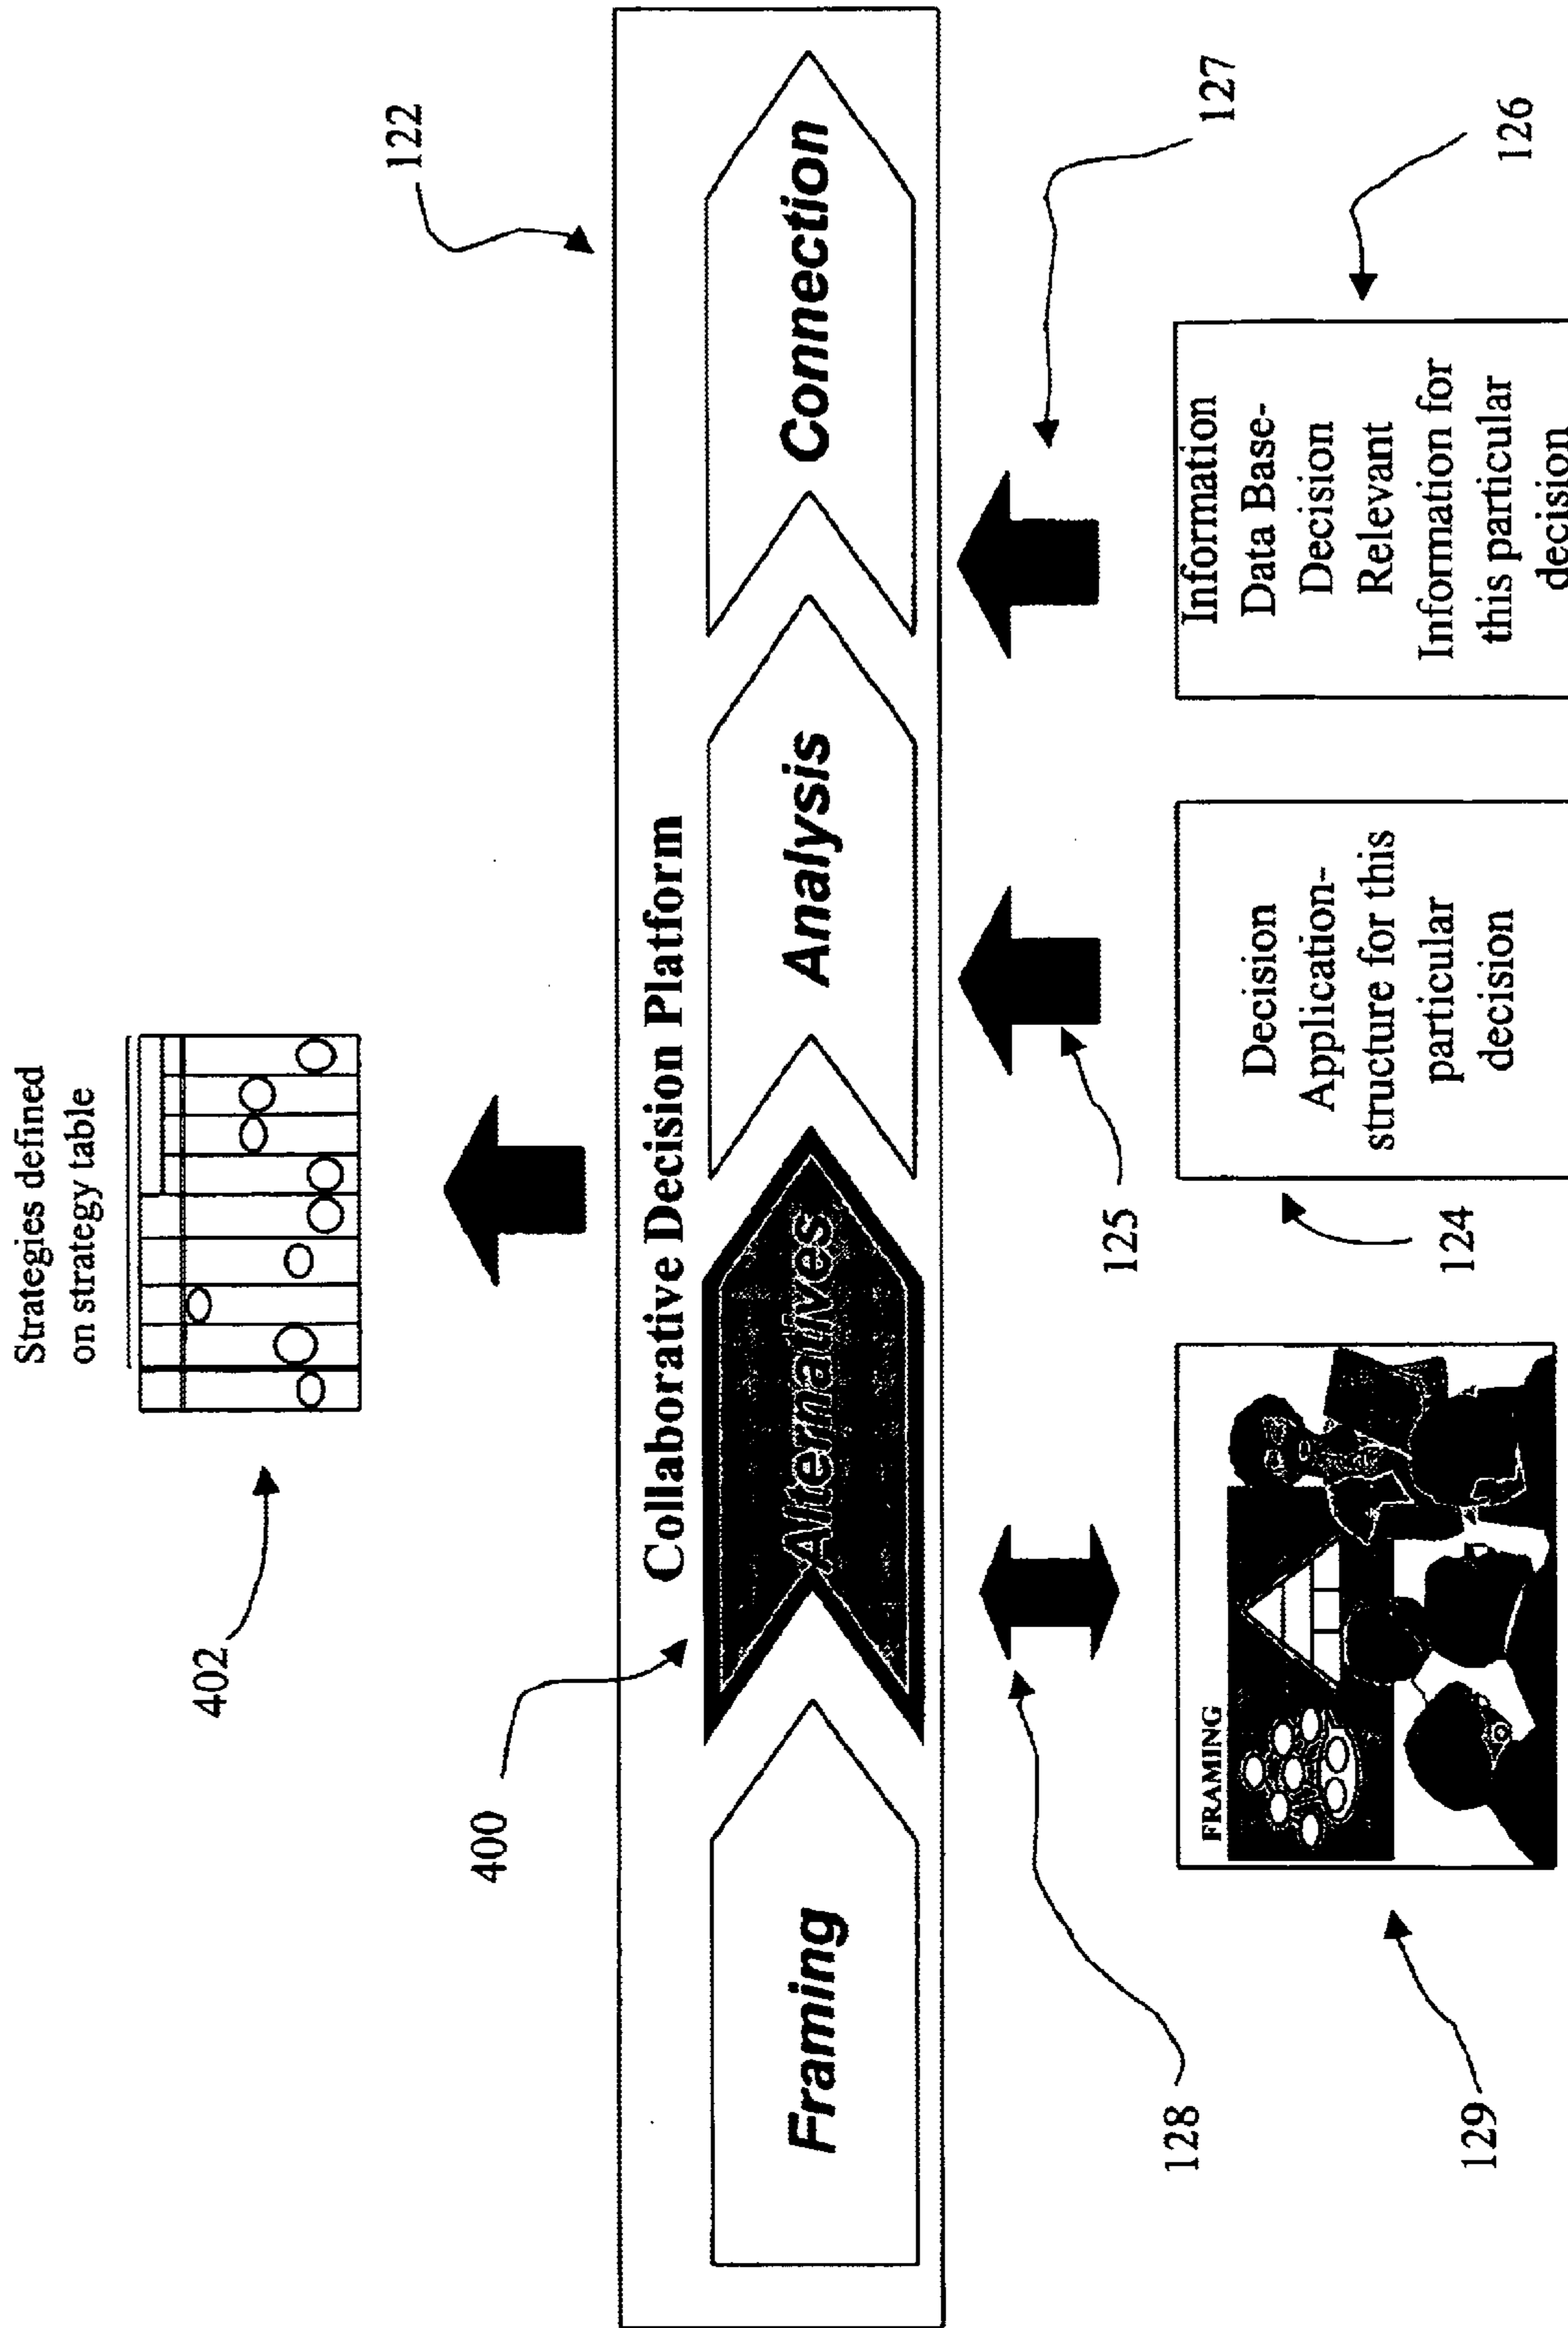 Strategies defined
on strategy table
402
122
400
Collaborative Decision Platform
Framing
Alternatives
Analysis
Connection
128
125
127
129
FRAMING
124
Decision
Application-
structure for this
particular
decision
126
Information
Data Base-
Decision
Relevant
Information for
this particular
decision